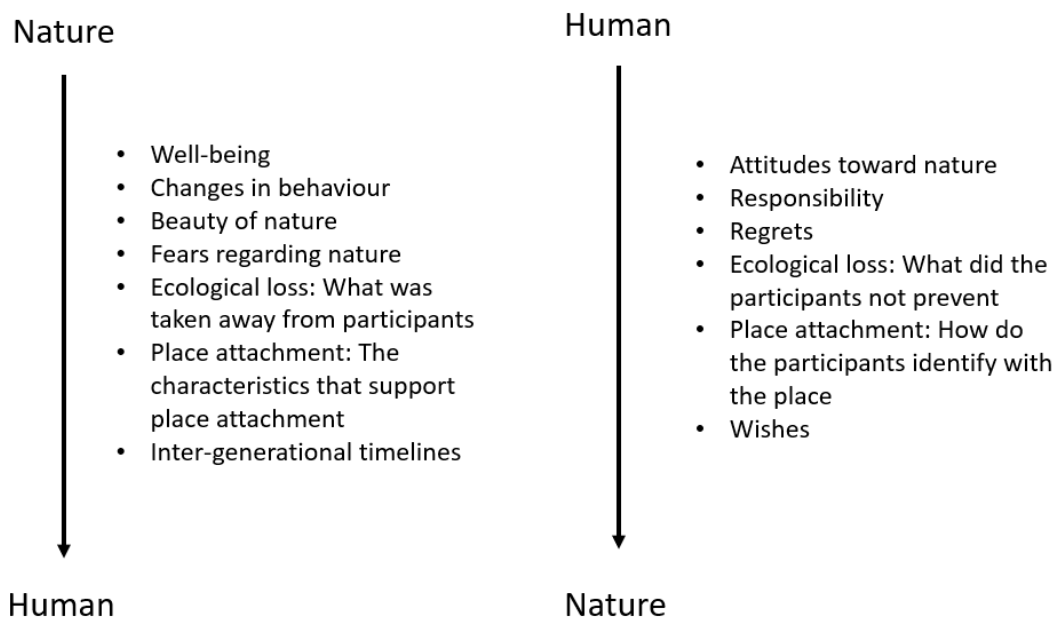 Nature
• Well-being
• Changes in behaviour
• Beauty of nature
• Fears regarding nature
• Ecological loss: What was
taken away from participants
• Place attachment: The
characteristics that support
place attachment
• Inter-generational timelines
Human
Human
• Attitudes toward nature
• Responsibility
• Regrets
• Ecological loss: What did the
participants not prevent
• Place attachment: How do
the participants identify with
the place
• Wishes
Nature